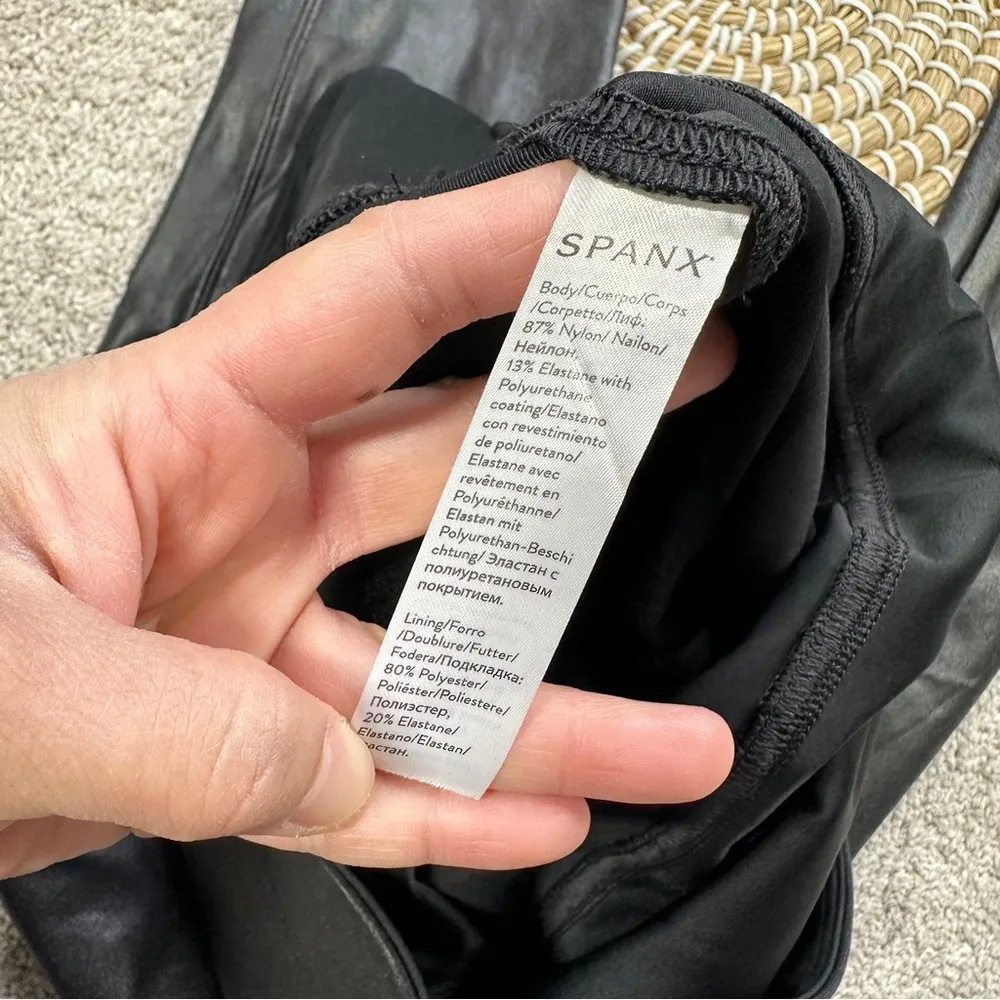 SPANX
Body/Cuerpo/Corps
/Corpetto/Лиф:
87% Nylon/ Nailon/
Нейлон,
13% Elastane with
Polyurethane
coating/Elastano
con revestimiento
de poliuretano/
Elastane avec
revêtement en
Polyuréthanne/
Elastan mit
Polyurethan-Beschi
chtung/ Эластан с
полиуретановым
покрытием.
Lining/Forro
/Doublure/Futter/
Fodera/Подкладка:
80% Polyester/
Poliéster/Poliestere/
Полиэстер,
20% Elastane/
Elastano/Elastan/